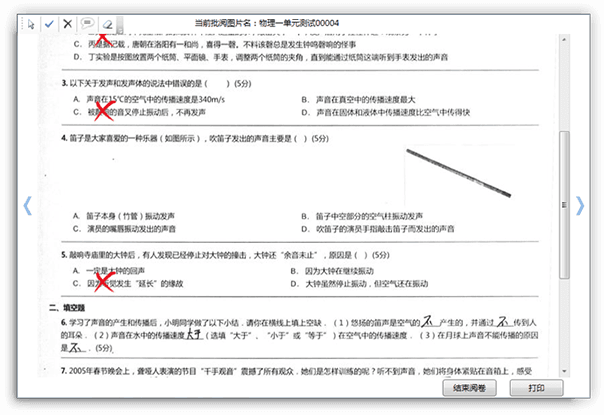 当前批阅图片名：物理一单元测试00004
C. 丙是据记载，唐朝在洛阳有一和尚，喜得一磬，不料该磬总是发生钟鸣磬响的怪事
D. 丁实验是按图放置两个纸筒、平面镜、手表，调整两个纸筒的夹角，直到能通过纸筒这端听到手表发出的声音
3. 以下关于发声和发声体的说法中错误的是（ ）(5分)
A. 声音在15℃的空气中的传播速度是340m/s
B. 声音在真空中的传播速度最大
C. 被 的音叉停止振动后，不再发声
D. 声音在固体和液体中传播速度比空气中传得快
4. 笛子是大家喜爱的一种乐器（如图所示），吹笛子发出的声音主要是（ ）(5分)
A. 笛子本身（竹管）振动发声
B. 笛子中空部分的空气柱振动发声
C. 演员的嘴唇振动发出的声音
D. 吹笛子的演员手指敲击笛子而发出的声音
5. 敲响寺庙里的大钟后，有人发现已经停止对大钟的撞击，大钟还“余音未止”，原因是（ ）(5分)
A. 一定是大钟的回声
B. 因为大钟在继续振动
C. 因为 觉发生“延长”的缘故
D. 大钟虽然停止振动，但空气还在振动
二、填空题
6. 学习了声音的产生和传播后，小明同学做了以下小结．请你在横线上填上空缺．（1）悠扬的笛声是空气的 不 产生的，并通过 不 传到人
的耳朵．（2）声音在水中的传播速度 大于（选填“大于”、“小于”或“等于”）在空气中的传播速度．（3）在月球上声音不能传播的原因
是 不 ．(5分)
7. 2005年春节晚会上，聋哑人表演的节目“千手观音”震撼了所有观众．她们是怎样训练的呢？听不到声音，她们将身体紧贴在音箱上，感受
结束阅卷
打印